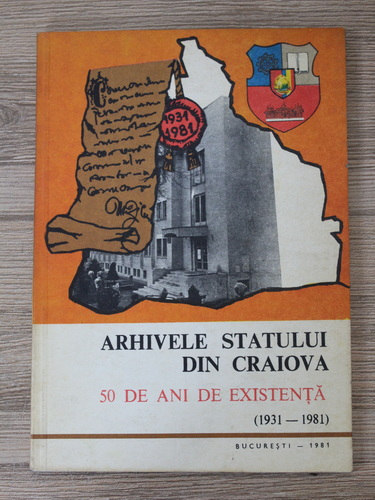 1931
1981
ARHIVELE STATULUI
DIN CRAIOVA
50 DE ANI DE EXISTENȚĂ
(1931 — 1981)
BUCUREȘTI — 1981